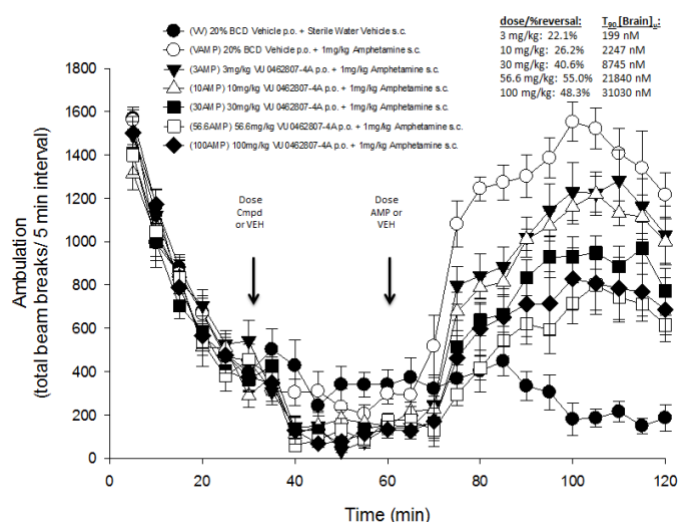 (VV) 20% BCD Vehicle p.o. + Sterile Water Vehicle s.c.
(VAMP) 20% BCD Vehicle p.o. + 1mg/kg Amphetamine s.c.
(3AMP) 3mg/kg VU 0462807-4A p.o. + 1mg/kg Amphetamine s.c.
(10AMP) 10mg/kg VU 0462807-4A p.o. + 1mg/kg Amphetamine s.c.
(30AMP) 30mg/kg VU 0462807-4A p.o. + 1mg/kg Amphetamine s.c.
(56.6AMP) 56.6mg/kg VU 0462807-4A p.o. + 1mg/kg Amphetamine s.c.
(100AMP) 100mg/kg VU 0462807-4A p.o. + 1mg/kg Amphetamine s.c.
dose/%reversal: T90 [Brain]u:
3 mg/kg: 22.1% 199 nM
10 mg/kg: 26.2% 2247 nM
30 mg/kg: 40.6% 8745 nM
56.6 mg/kg: 55.0% 21840 nM
100 mg/kg: 48.3% 31030 nM
Dose
Cmpd
or VEH
Dose
AMP or
VEH
Ambulation
(total beam breaks/ 5 min interval)
1800
1600
1400
1200
1000
800
600
400
200
0
0 20 40 60 80 100 120
Time (min)